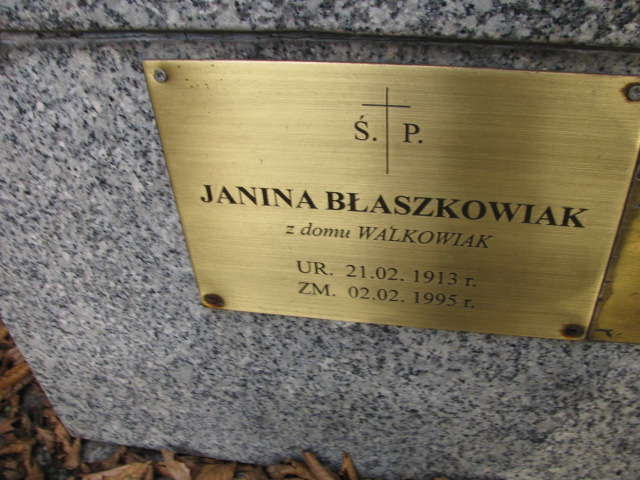 Ś. P.
JANINA BŁASZKOWIAK
z domu WALKOWIAK
UR. 21.02. 1913 r.
ZM. 02.02. 1995 r.